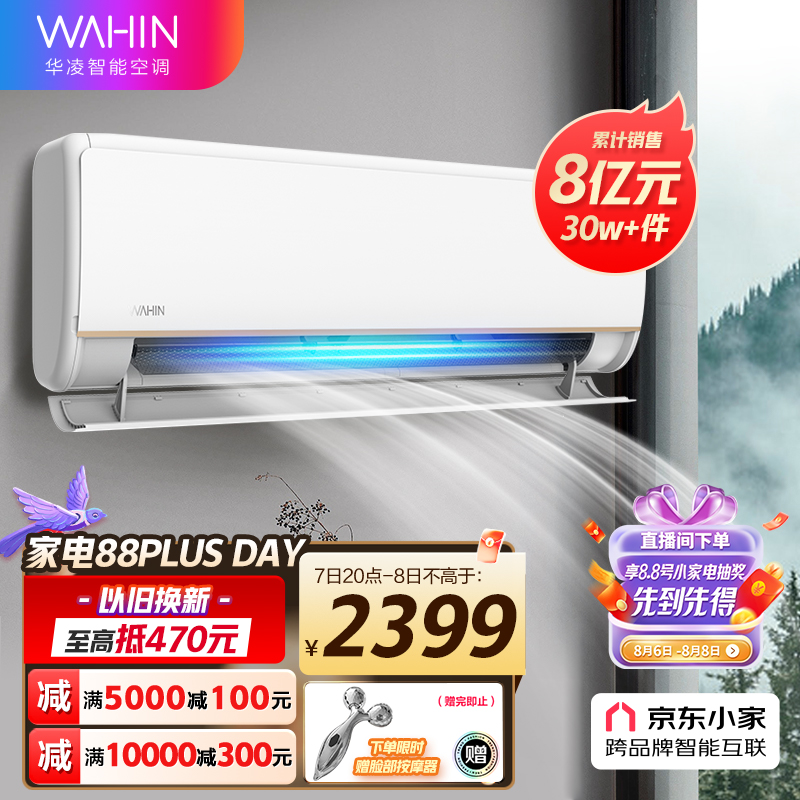 WAHIN
华凌智能空调
累计销售
8亿元
30w+件
WAHIN
家电88PLUS DAY
以旧换新
至高抵470元
7日20点-8日不高于:
¥2399
减 满5000减100元
减 满10000减300元
(赠完即止)
下单限时
赠脸部按摩器
赠
直播间下单
享8.8号小家电抽奖
先到先得
8月6日-8月8日
京东小家
跨品牌智能互联